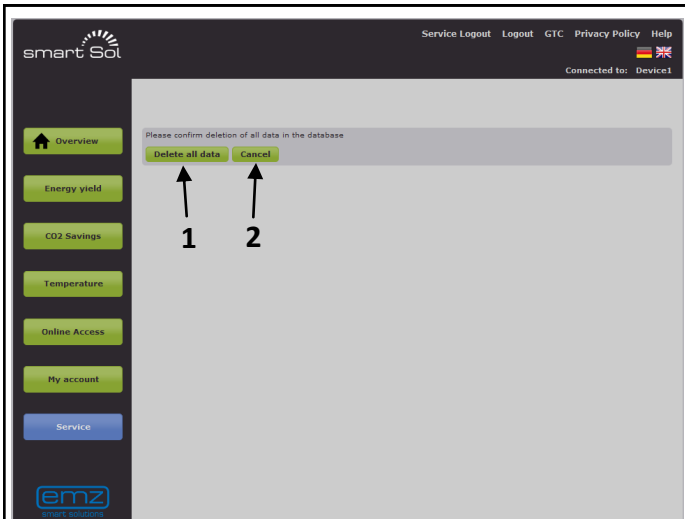 smart Sol
Service Logout Logout GTC Privacy Policy Help
Connected to: Device1
Overview
Please confirm deletion of all data in the database
Delete all data Cancel
1 2
Energy yield
CO2 Savings
Temperature
Online Access
My account
Service
emz
smart solutions